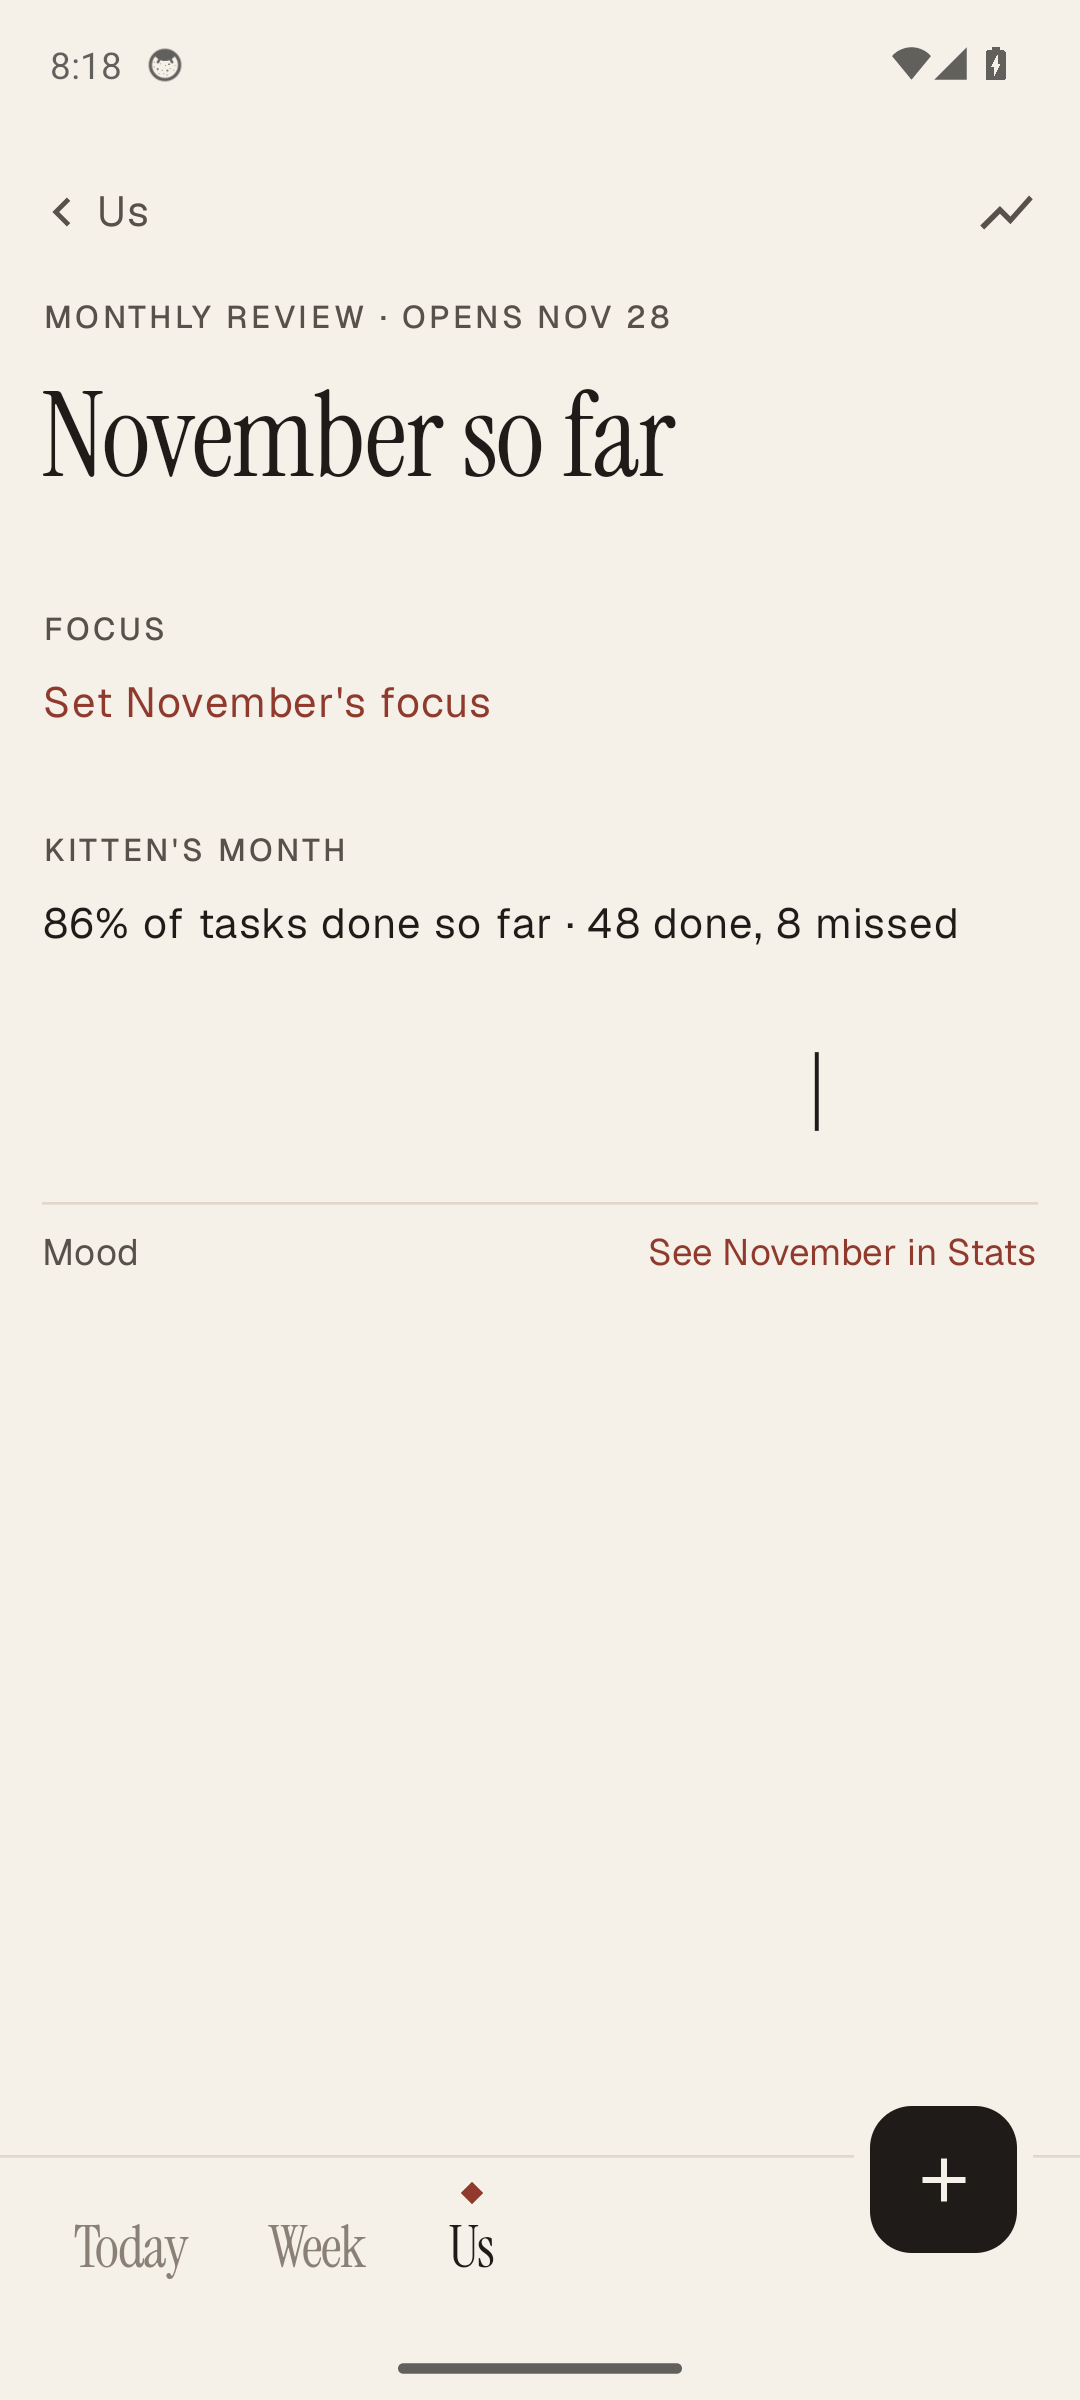 8:18
Us
MONTHLY REVIEW · OPENS NOV 28
November so far
FOCUS
Set November's focus
KITTEN'S MONTH
86% of tasks done so far · 48 done, 8 missed
Mood
See November in Stats
Today
Week
Us